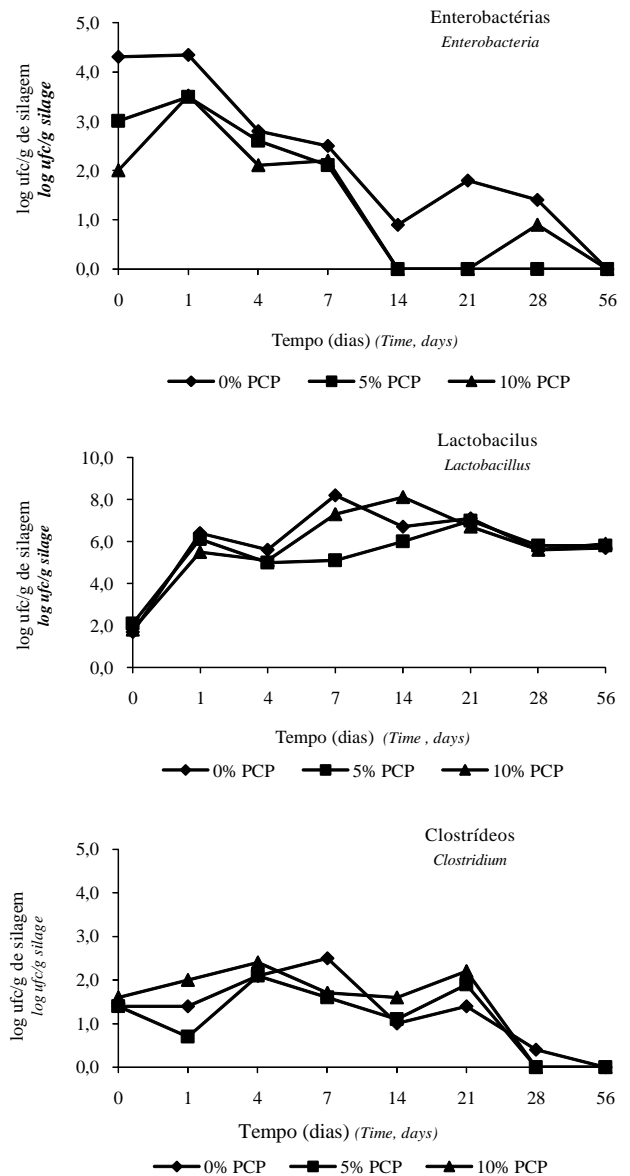 Enterobactérias
Enterobacteria
log ufc/g de silagem
log ufc/g silage
5,0
4,0
3,0
2,0
1,0
0,0
0 1 4 7 14 21 28 56
Tempo (dias) (Time, days)
0% PCP 5% PCP 10% PCP
Lactobacilus
Lactobacillus
log ufc/g de silagem
log ufc/g silage
10,0
8,0
6,0
4,0
2,0
0,0
0 1 4 7 14 21 28 56
Tempo (dias) (Time , days)
0% PCP 5% PCP 10% PCP
Clostrídeos
Clostridium
log ufc/g de silagem
log ufc/g silage
5,0
4,0
3,0
2,0
1,0
0,0
0 1 4 7 14 21 28 56
Tempo (dias) (Time, days)
0% PCP 5% PCP 10% PCP